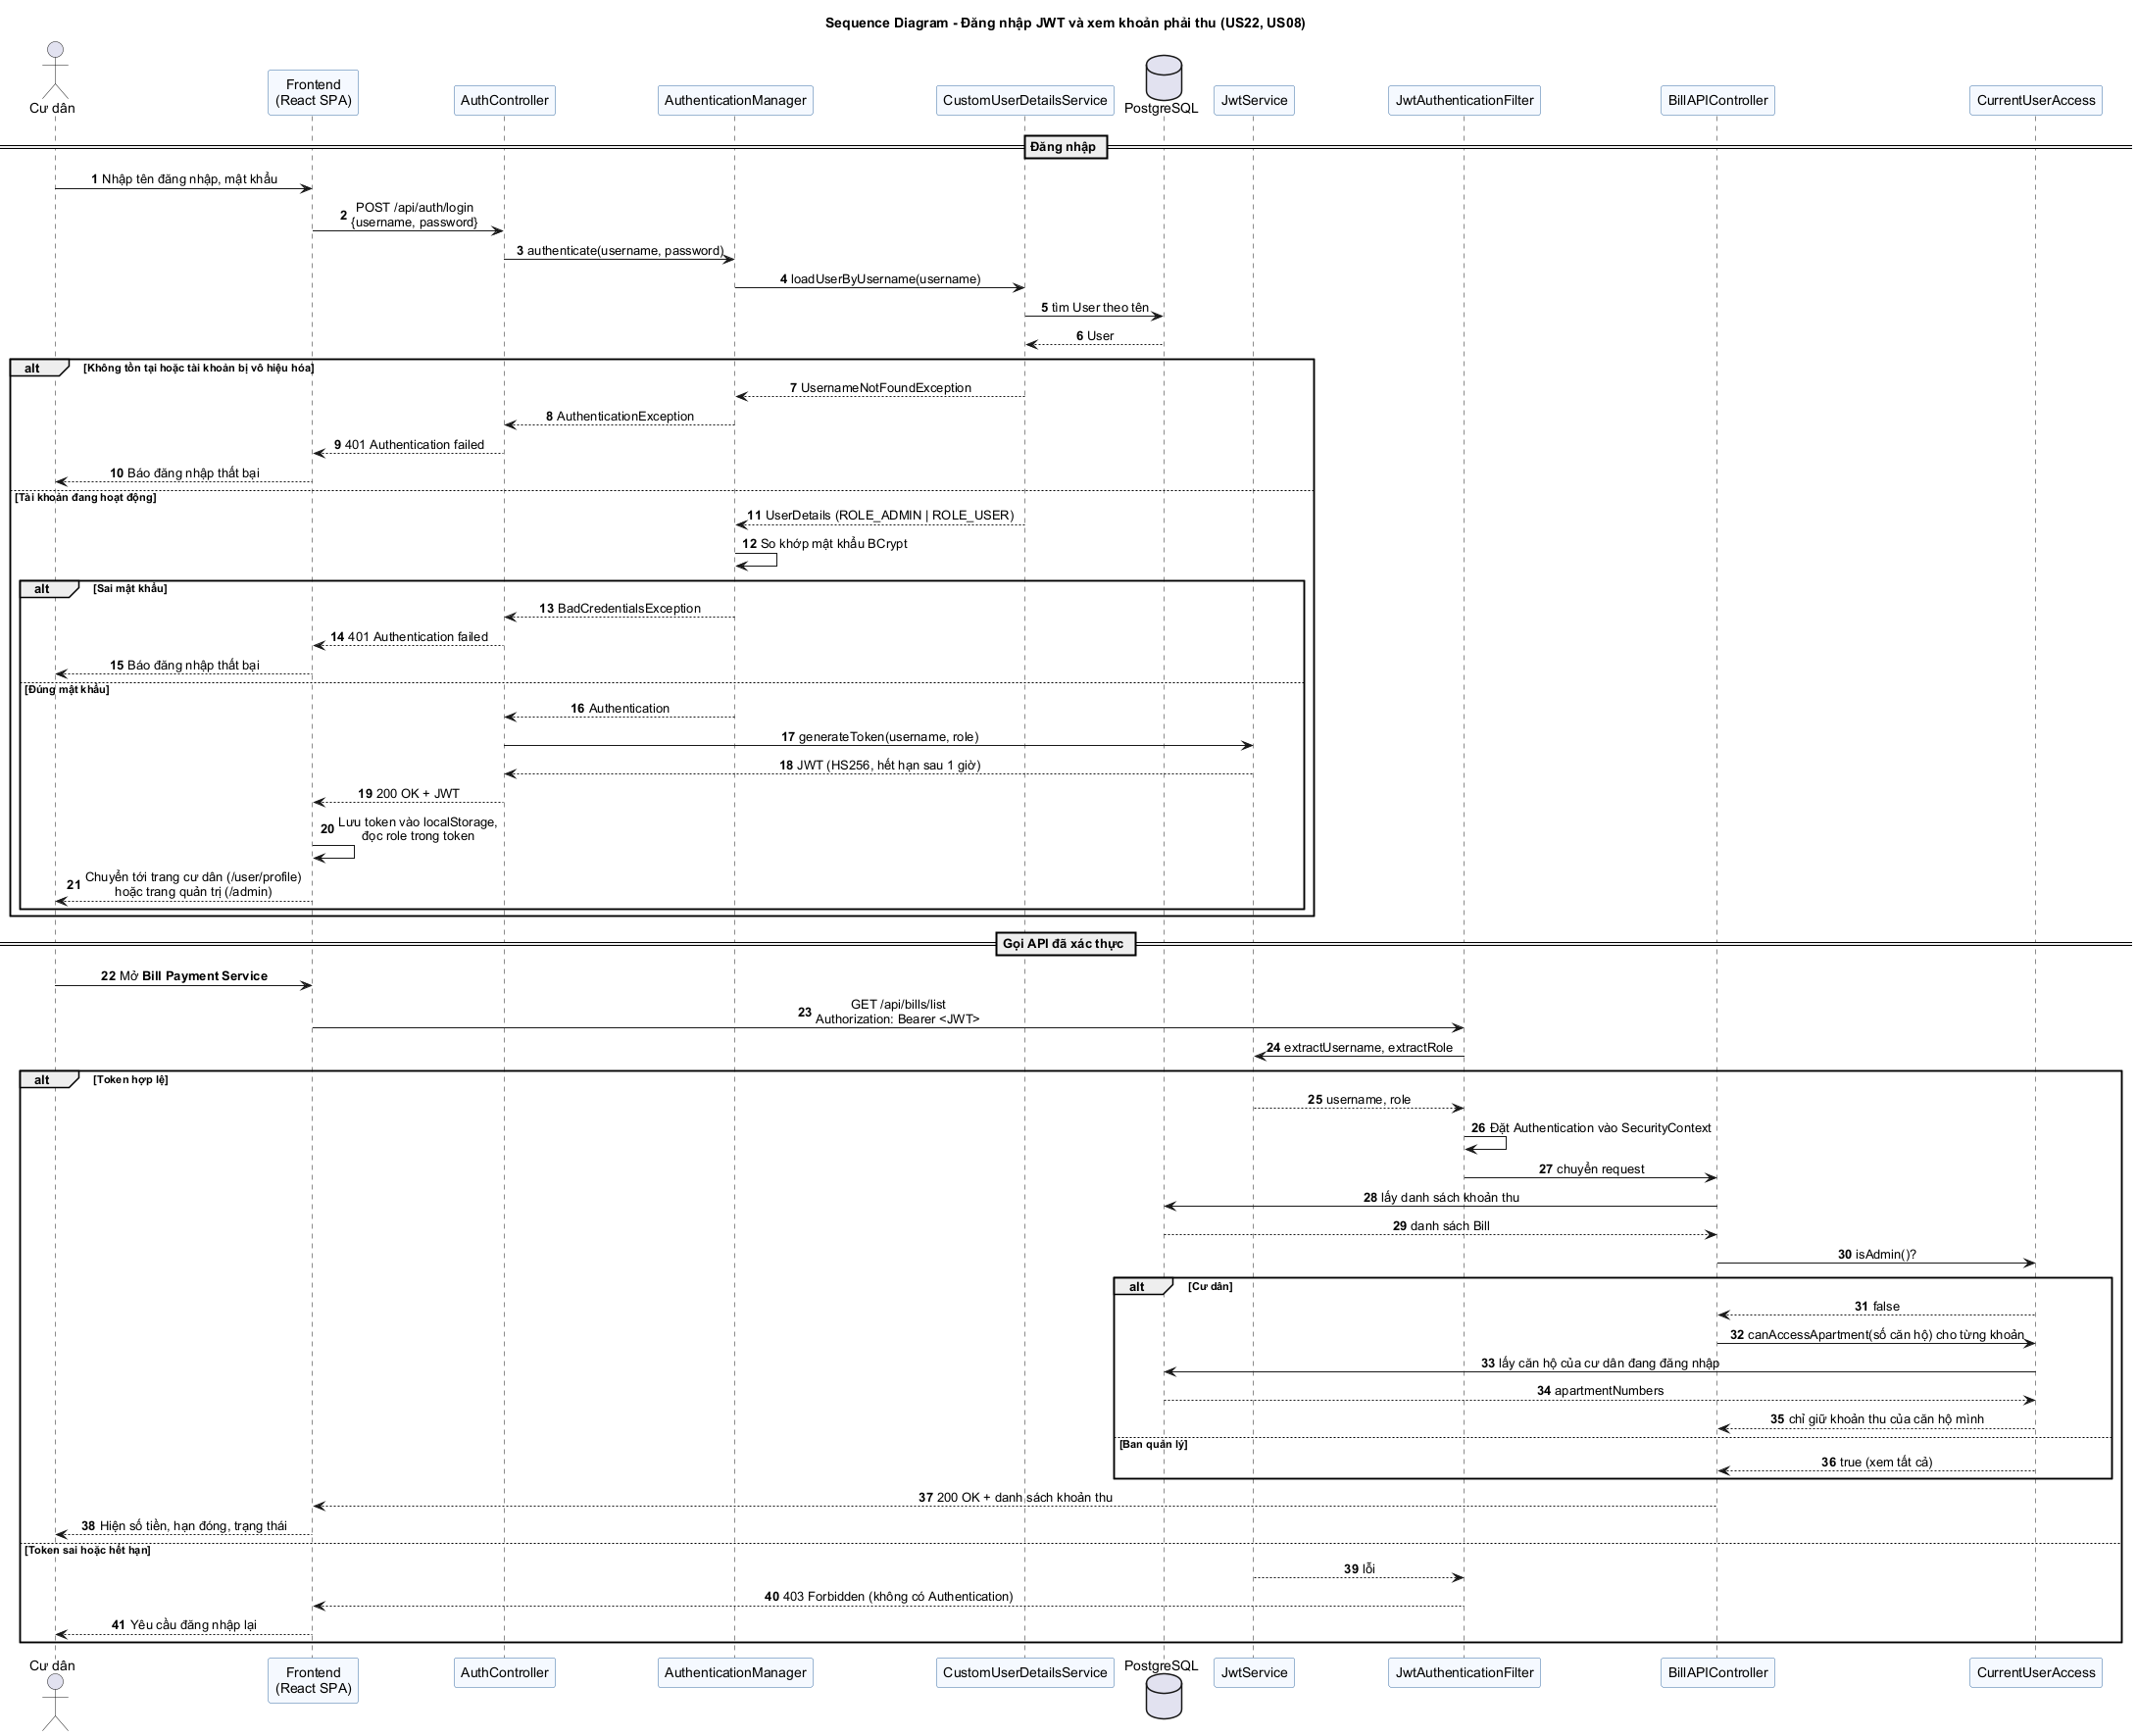 Sequence Diagram - Đăng nhập JWT và xem khoản phải thu (US22, US08)
Cư dân
Frontend
(React SPA)
AuthController
AuthenticationManager
CustomUserDetailsService
PostgreSQL
JwtService
JwtAuthenticationFilter
BillAPIController
CurrentUserAccess
Đăng nhập
1 Nhập tên đăng nhập, mật khẩu
2 POST /api/auth/login
{username, password}
3 authenticate(username, password)
4 loadUserByUsername(username)
5 tìm User theo tên
6 User
alt [Không tồn tại hoặc tài khoản bị vô hiệu hóa]
7 UsernameNotFoundException
8 AuthenticationException
9 401 Authentication failed
10 Báo đăng nhập thất bại
[Tài khoản đang hoạt động]
11 UserDetails (ROLE_ADMIN | ROLE_USER)
12 So khớp mật khẩu BCrypt
alt [Sai mật khẩu]
13 BadCredentialsException
14 401 Authentication failed
15 Báo đăng nhập thất bại
[Đúng mật khẩu]
16 Authentication
17 generateToken(username, role)
18 JWT (HS256, hết hạn sau 1 giờ)
19 200 OK + JWT
20 Lưu token vào localStorage,
đọc role trong token
21 Chuyển tới trang cư dân (/user/profile)
hoặc trang quản trị (/admin)
Gọi API đã xác thực
22 Mở Bill Payment Service
23 GET /api/bills/list
Authorization: Bearer <JWT>
24 extractUsername, extractRole
alt [Token hợp lệ]
25 username, role
26 Đặt Authentication vào SecurityContext
27 chuyển request
28 lấy danh sách khoản thu
29 danh sách Bill
30 isAdmin()?
alt [Cư dân]
31 false
32 canAccessApartment(số căn hộ) cho từng khoản
33 lấy căn hộ của cư dân đang đăng nhập
34 apartmentNumbers
35 chỉ giữ khoản thu của căn hộ mình
[Ban quản lý]
36 true (xem tất cả)
37 200 OK + danh sách khoản thu
38 Hiện số tiền, hạn đóng, trạng thái
[Token sai hoặc hết hạn]
39 lỗi
40 403 Forbidden (không có Authentication)
41 Yêu cầu đăng nhập lại
Cư dân
Frontend
(React SPA)
AuthController
AuthenticationManager
CustomUserDetailsService
PostgreSQL
JwtService
JwtAuthenticationFilter
BillAPIController
CurrentUserAccess